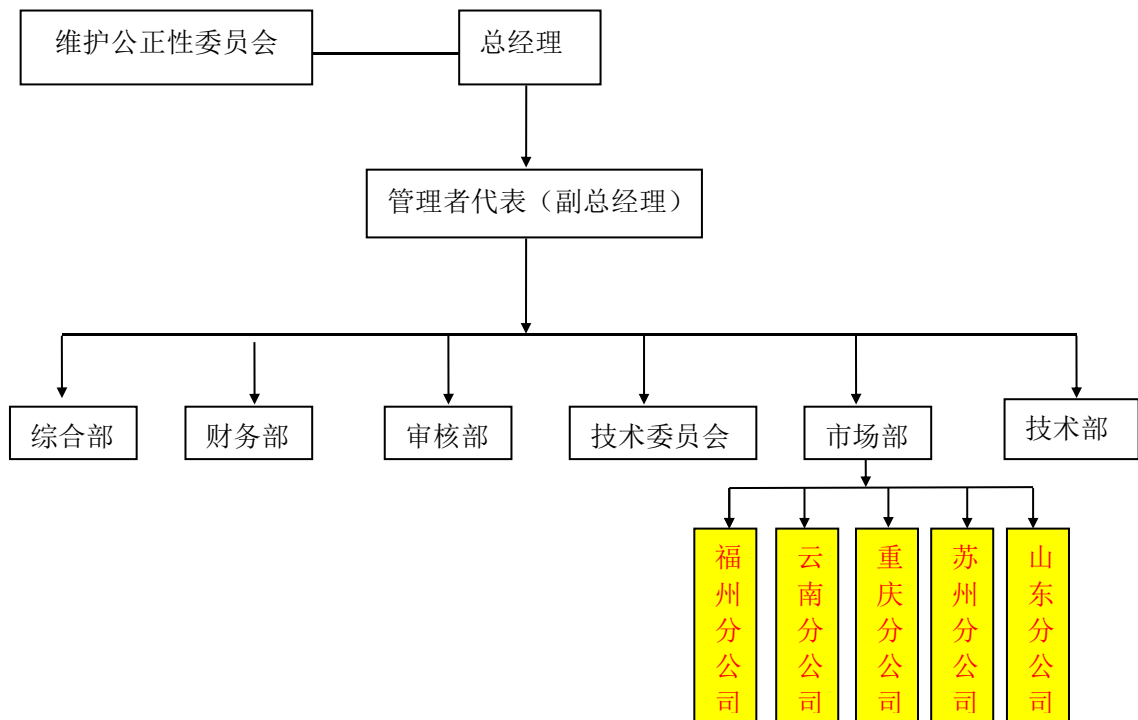 维护公正性委员会
总经理
管理者代表（副总经理）
综合部
财务部
审核部
技术委员会
市场部
技术部
福州分公司
云南分公司
重庆分公司
苏州分公司
山东分公司